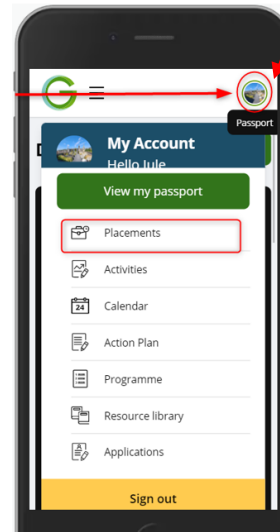 Passport
My Account
Hello Jule
View my passport
Placements
Activities
24
Calendar
Action Plan
Programme
Resource library
Applications
Sign out